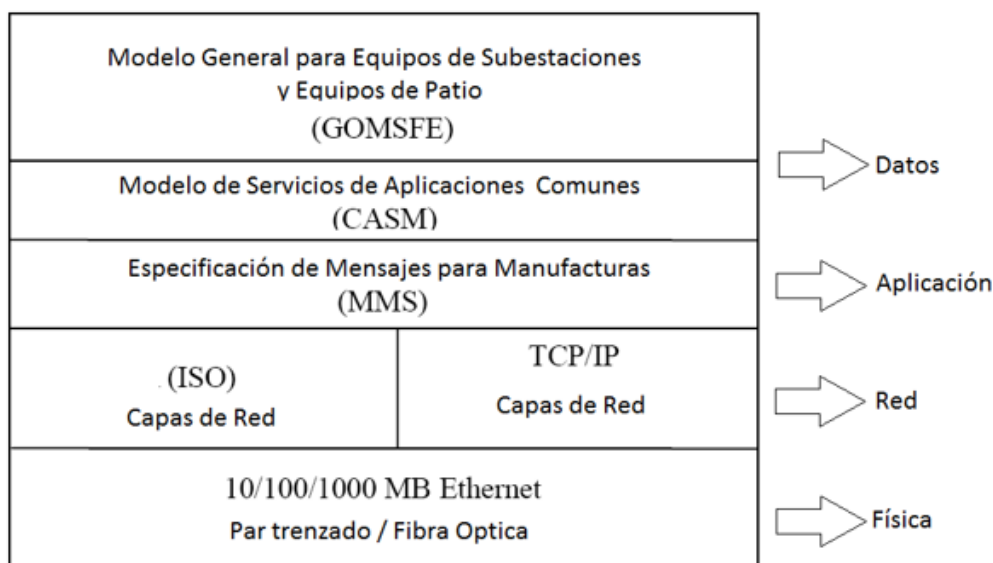 Modelo General para Equipos de Subestaciones
y Equipos de Patio
(GOMSFE)
Datos
Modelo de Servicios de Aplicaciones Comunes
(CASM)
Especificación de Mensajes para Manufacturas
(MMS)
Aplicación
(ISO)
Capas de Red
TCP/IP
Capas de Red
Red
10/100/1000 MB Ethernet
Par trenzado / Fibra Optica
Física